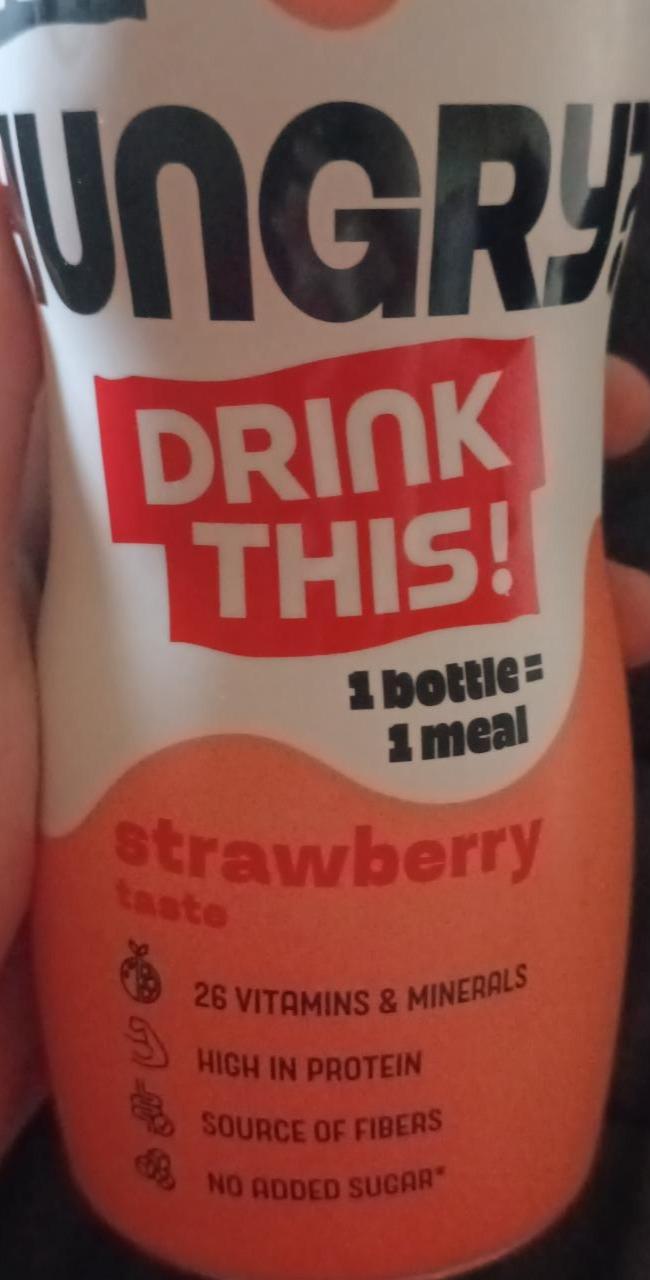 HUNGRY?
DRINK
THIS!
1 bottle =
1 meal
strawberry
taste
26 VITAMINS & MINERALS
HIGH IN PROTEIN
SOURCE OF FIBERS
NO ADDED SUGAR*